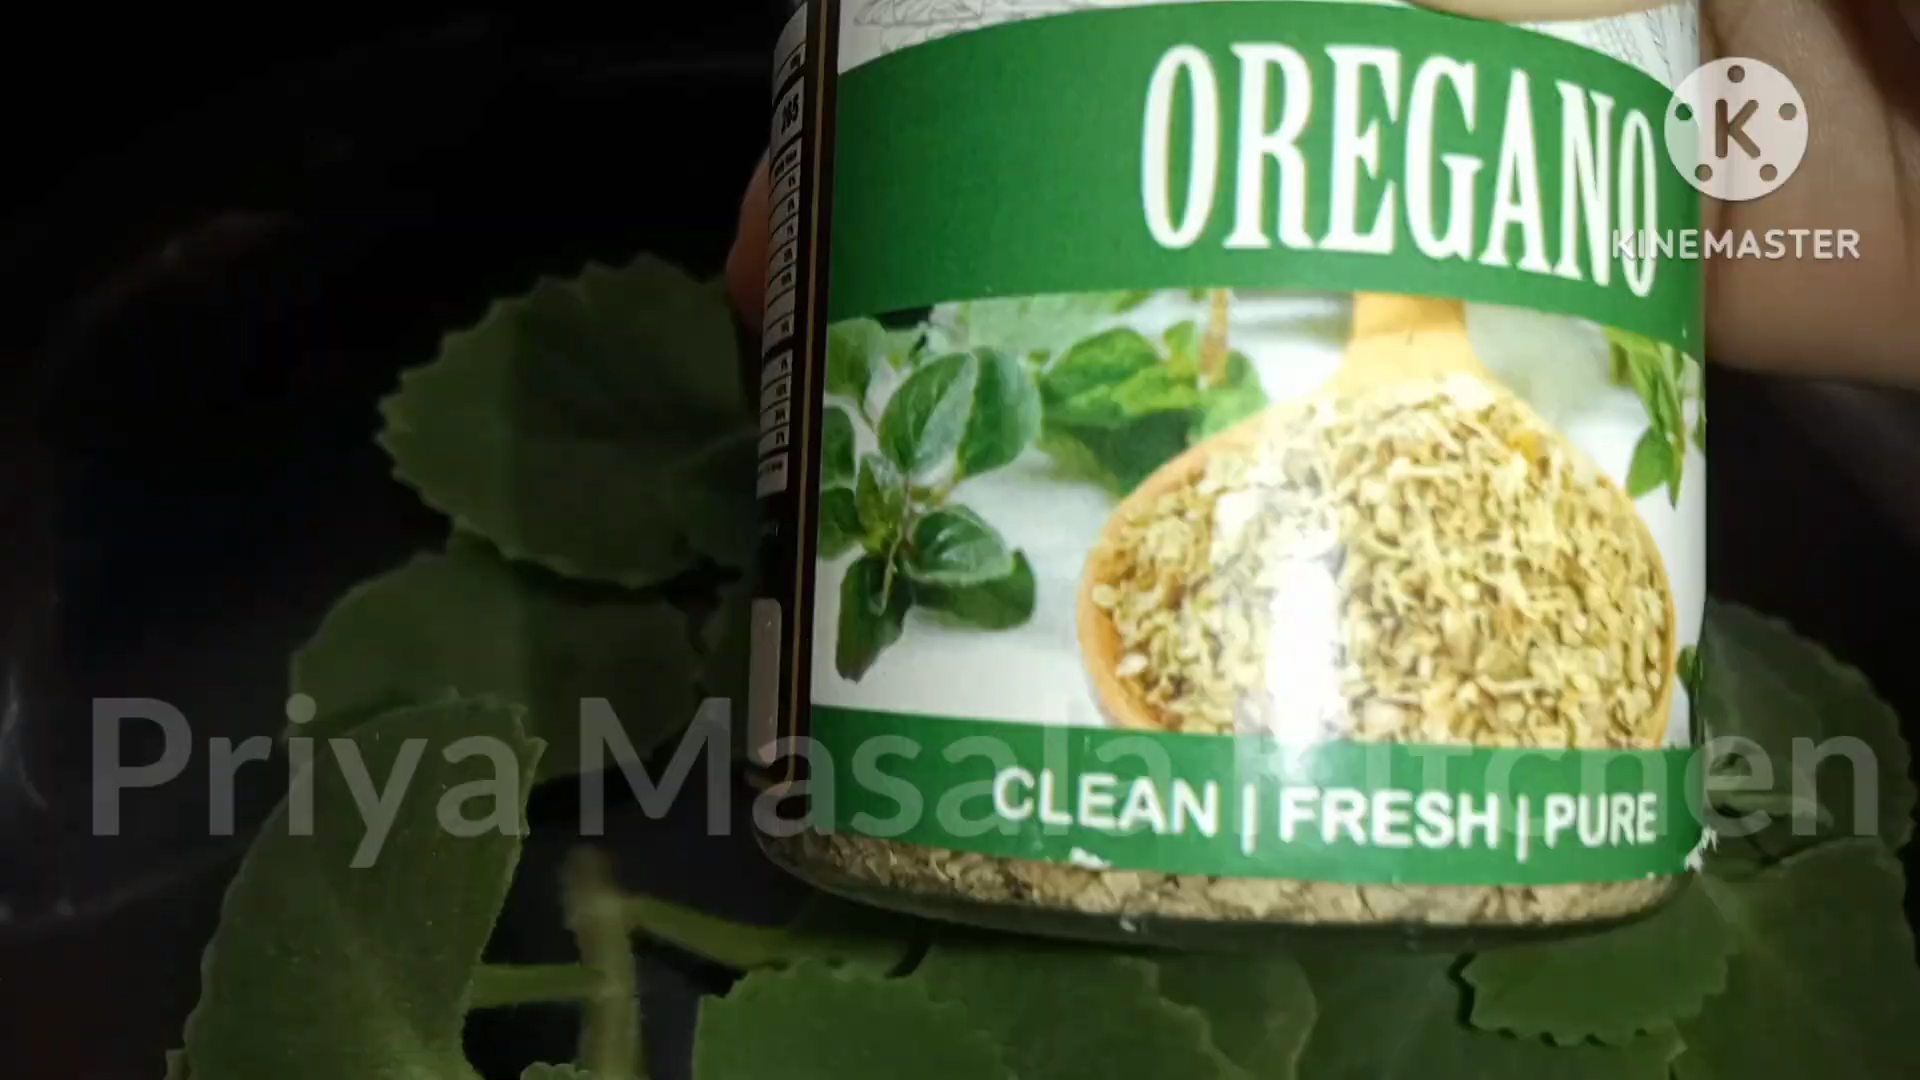 OREGANO
K
KINEMASTER
Priya Masala Kitchen
CLEAN | FRESH | PURE